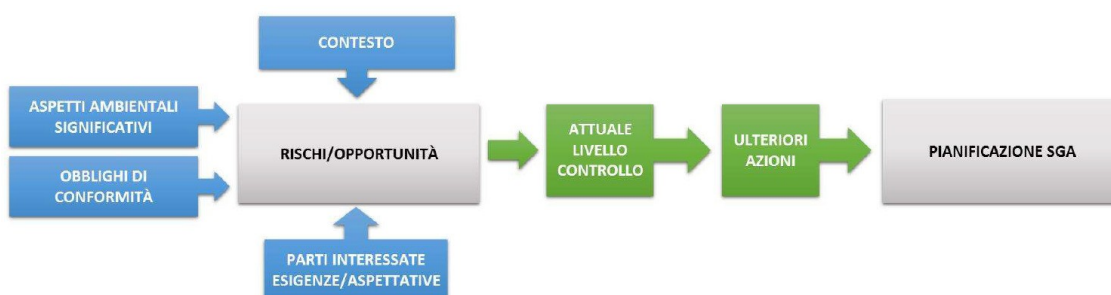 CONTESTO
ASPETTI AMBIENTALI
SIGNIFICATIVI
OBBLIGHI DI
CONFORMITÀ
RISCHI/OPPORTUNITÀ
PARTI INTERESSATE
ESIGENZE/ASPETTATIVE
ATTUALE
LIVELLO
CONTROLLO
ULTERIORI
AZIONI
PIANIFICAZIONE SGA